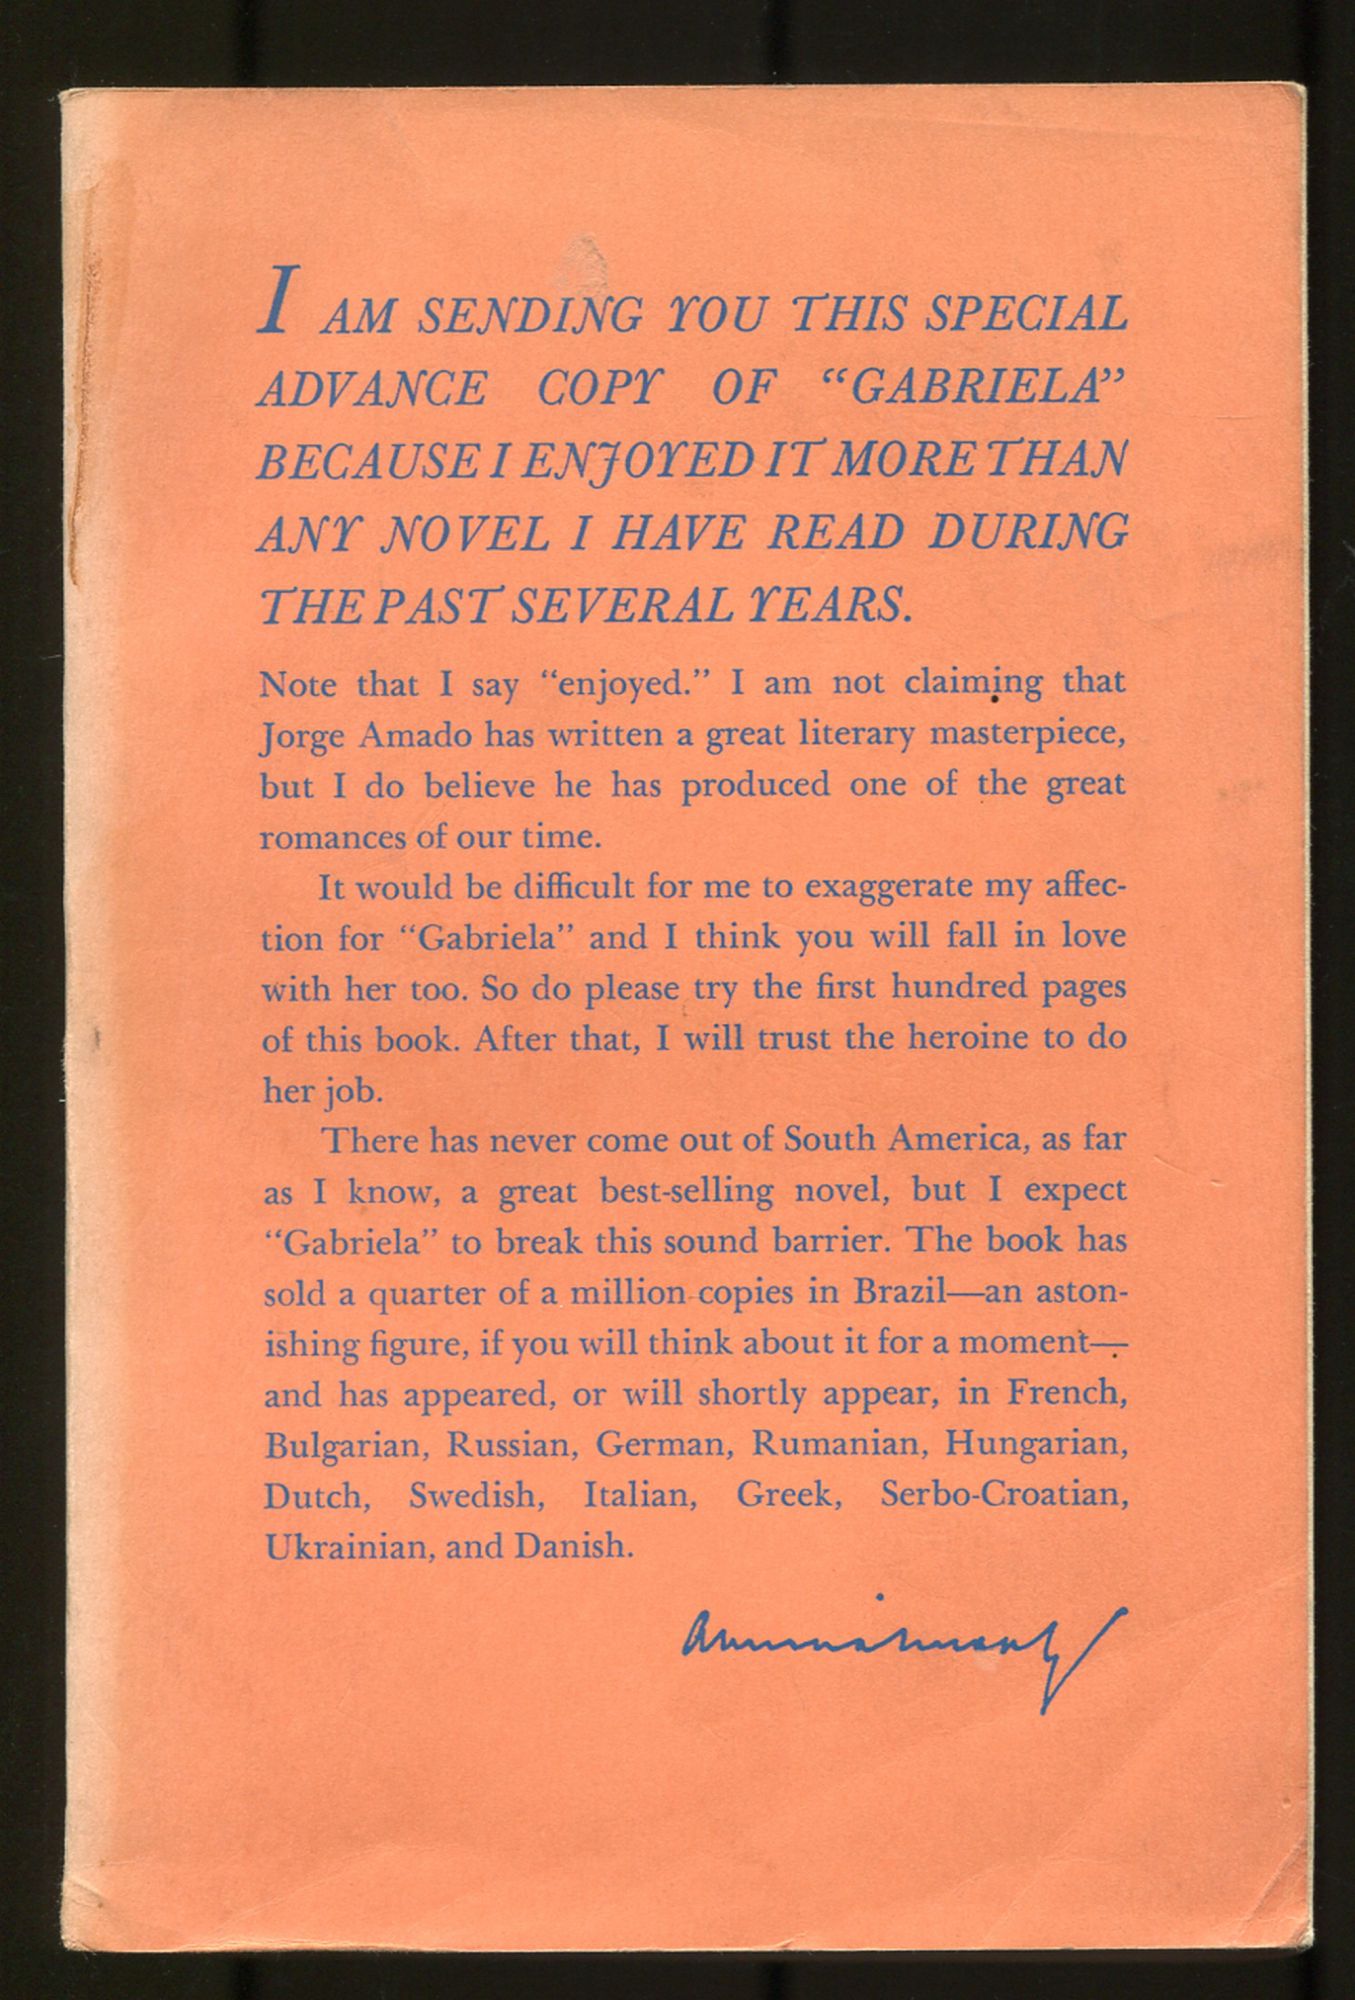 I AM SENDING YOU THIS SPECIAL
ADVANCE COPY OF “GABRIELA”
BECAUSE I ENJOYED IT MORE THAN
ANY NOVEL I HAVE READ DURING
THE PAST SEVERAL YEARS.
Note that I say “enjoyed.” I am not claiming that
Jorge Amado has written a great literary masterpiece,
but I do believe he has produced one of the great
romances of our time.
It would be difficult for me to exaggerate my affec-
tion for “Gabriela” and I think you will fall in love
with her too. So do please try the first hundred pages
of this book. After that, I will trust the heroine to do
her job.
There has never come out of South America, as far
as I know, a great best-selling novel, but I expect
“Gabriela” to break this sound barrier. The book has
sold a quarter of a million copies in Brazil—an aston-
ishing figure, if you will think about it for a moment—
and has appeared, or will shortly appear, in French,
Bulgarian, Russian, German, Rumanian, Hungarian,
Dutch, Swedish, Italian, Greek, Serbo-Croatian,
Ukrainian, and Danish.